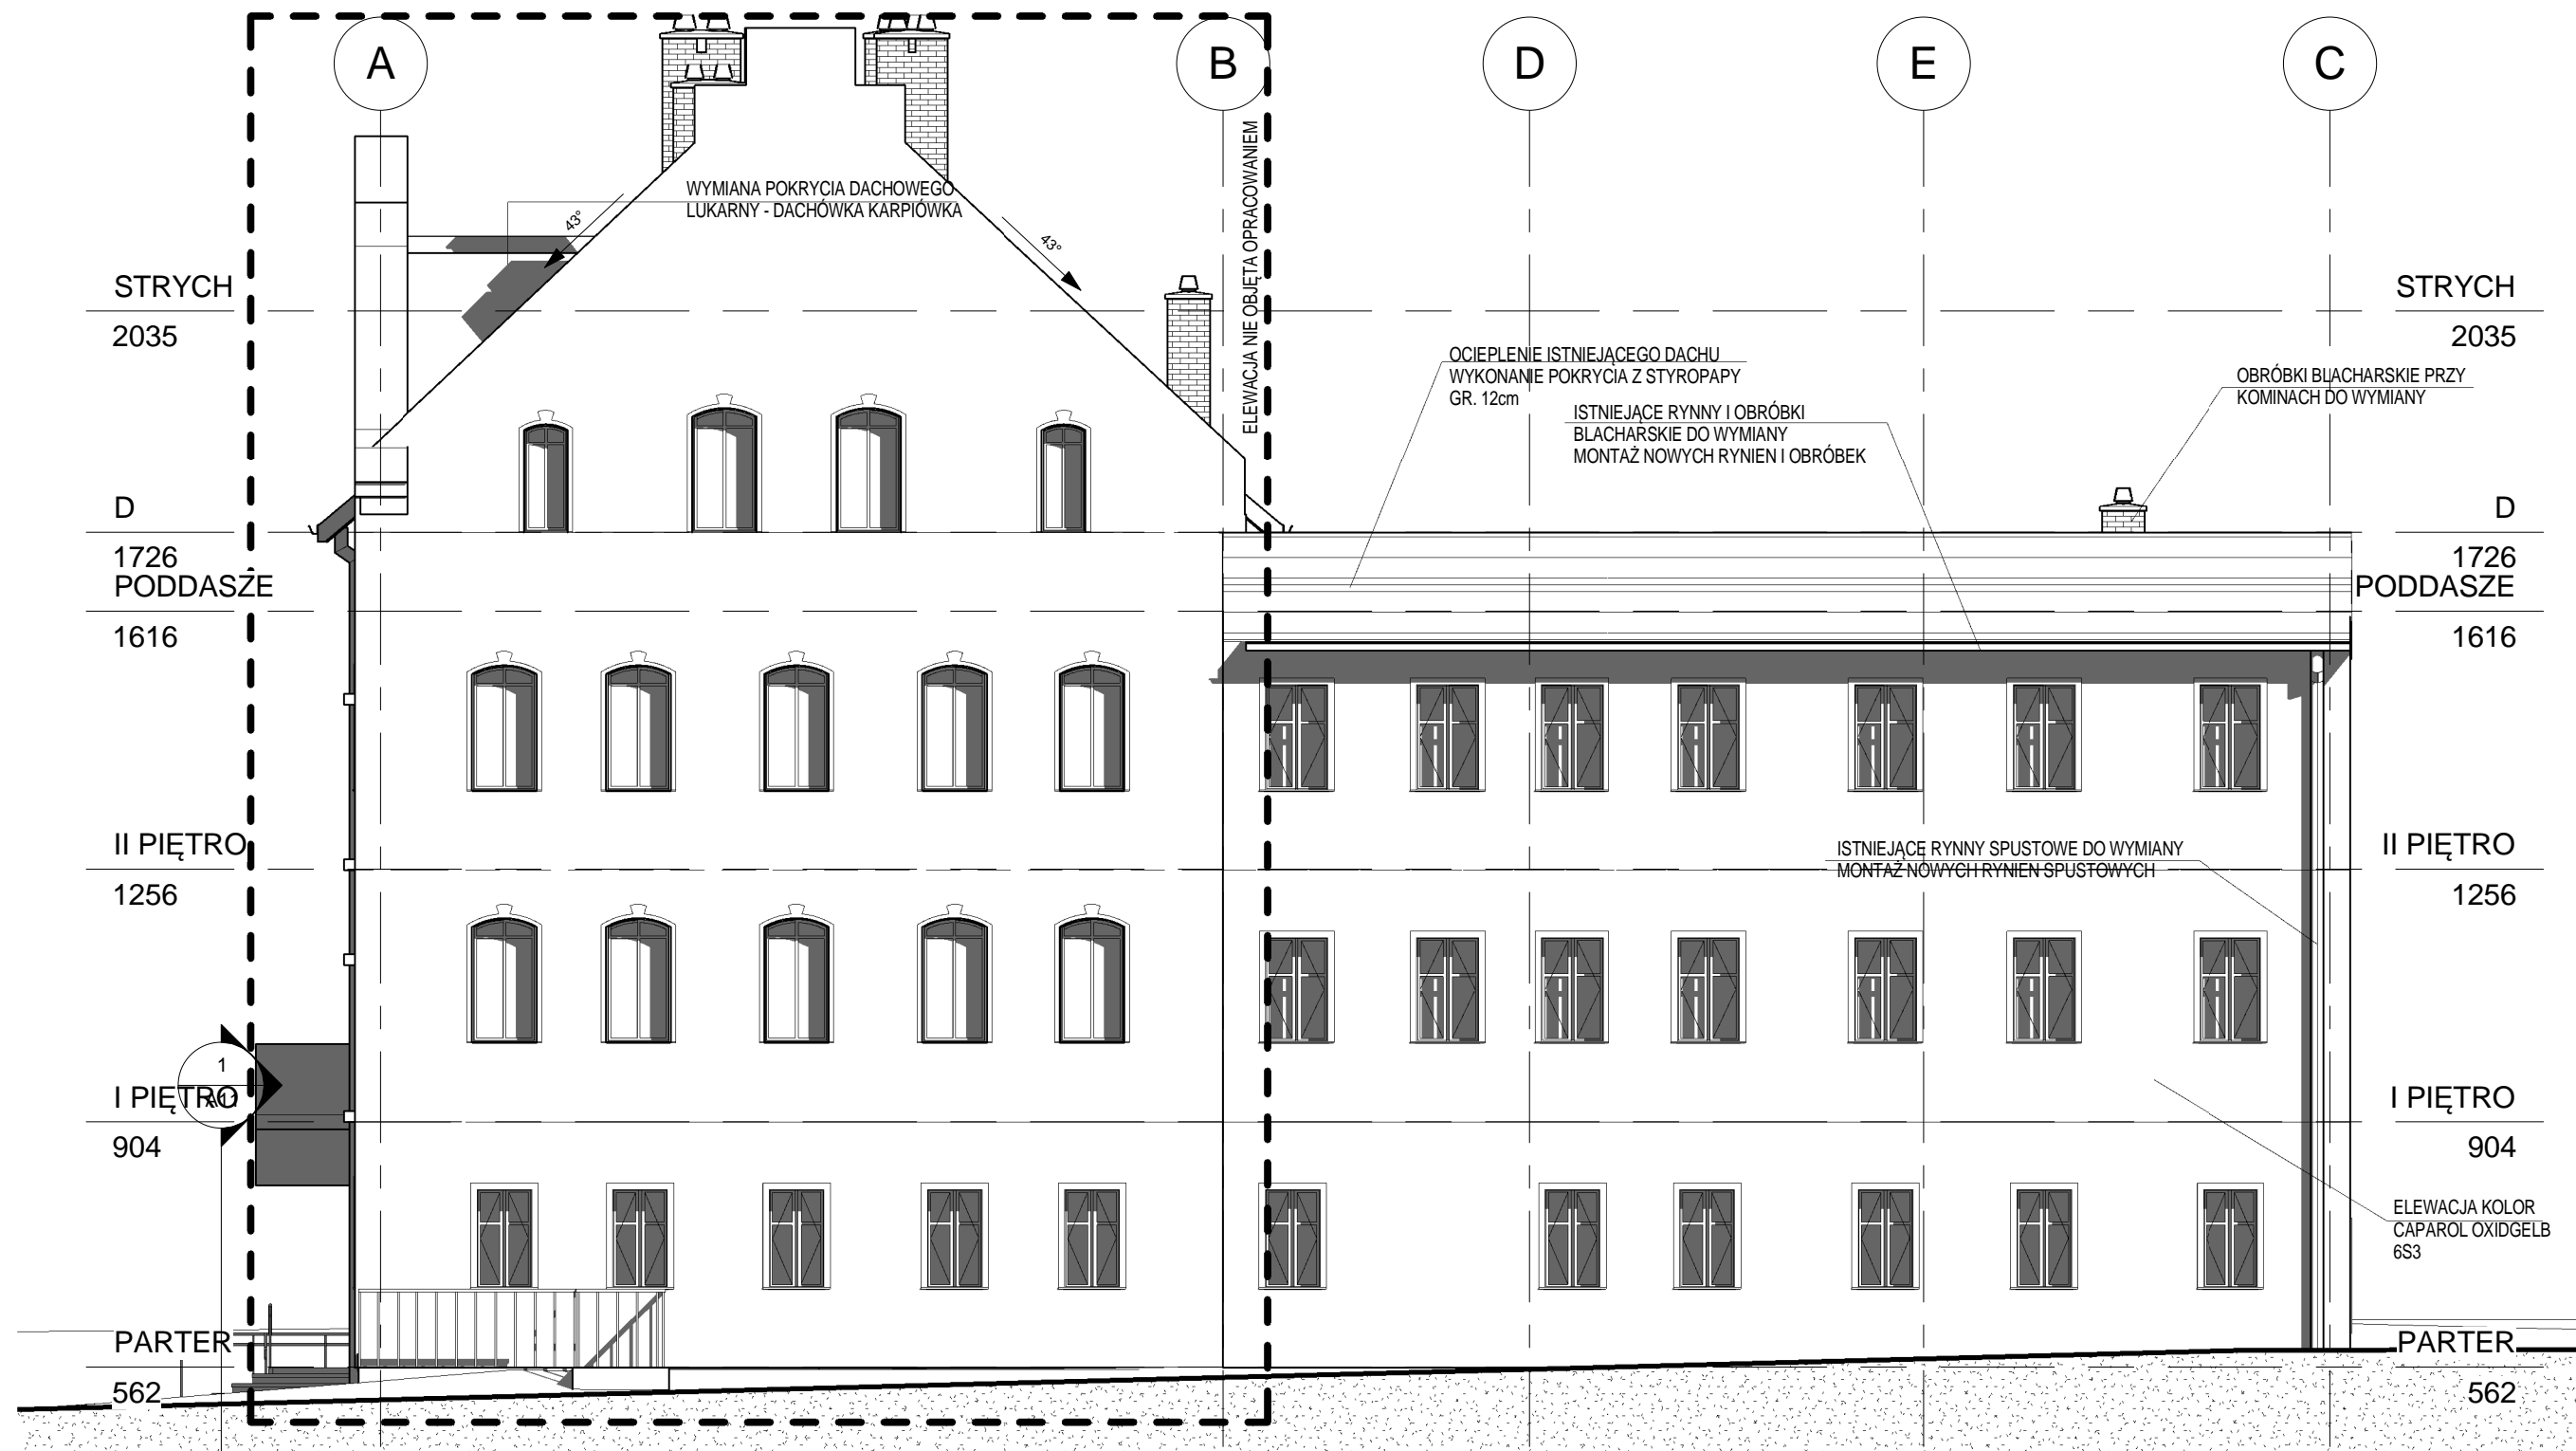 A
B
D
E
C
ELEWACJA NIE OBJĘTA OPRACOWANIEM
WYMIANA POKRYCIA DACHOWEGO
LUKARNY - DACHÓWKA KARPIÓWKA
43°
43°
STRYCH
2035
STRYCH
2035
OCIEPLENIE ISTNIEJĄCEGO DACHU
WYKONANIE POKRYCIA Z STYROPAPY
GR. 12cm
ISTNIEJĄCE RYNNY I OBRÓBKI
BLACHARSKIE DO WYMIANY
MONTAŻ NOWYCH RYNIEN I OBRÓBEK
OBRÓBKI BLACHARSKIE PRZY
KOMINACH DO WYMIANY
D
1726
D
1726
PODDASZE
1616
PODDASZE
1616
II PIĘTRO
1256
ISTNIEJĄCE RYNNY SPUSTOWE DO WYMIANY
MONTAŻ NOWYCH RYNIEN SPUSTOWYCH
II PIĘTRO
1256
1
I PIĘTRO
904
I PIĘTRO
904
ELEWACJA KOLOR
CAPAROL OXIDGELB
6S3
PARTER
562
PARTER
562